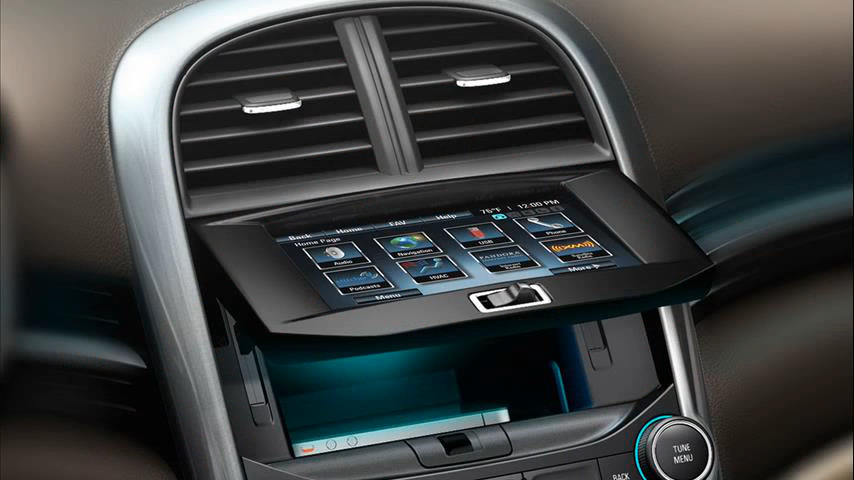 76°F | 12:00 PM
Back Home FAV Help
Home Page
Audio Navigation USB Phone
Podcasts HVAC PANDORA
Menu More
TUNE
MENU
BACK